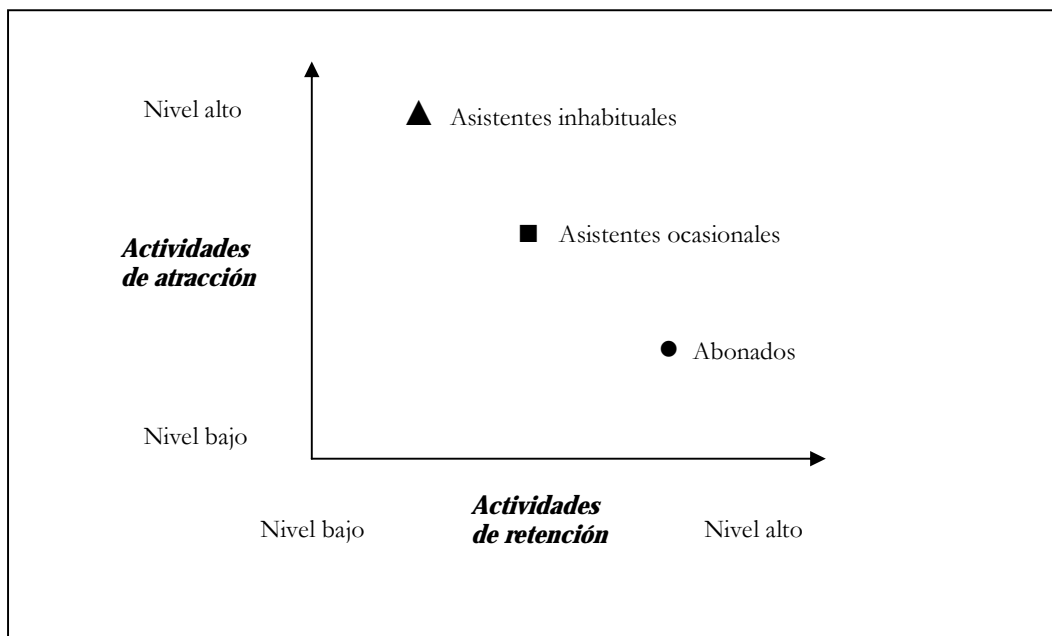 Nivel alto
Asistentes inhabituales
Asistentes ocasionales
Actividades
de atracción
Abonados
Nivel bajo
Actividades
de retención
Nivel bajo
Nivel alto